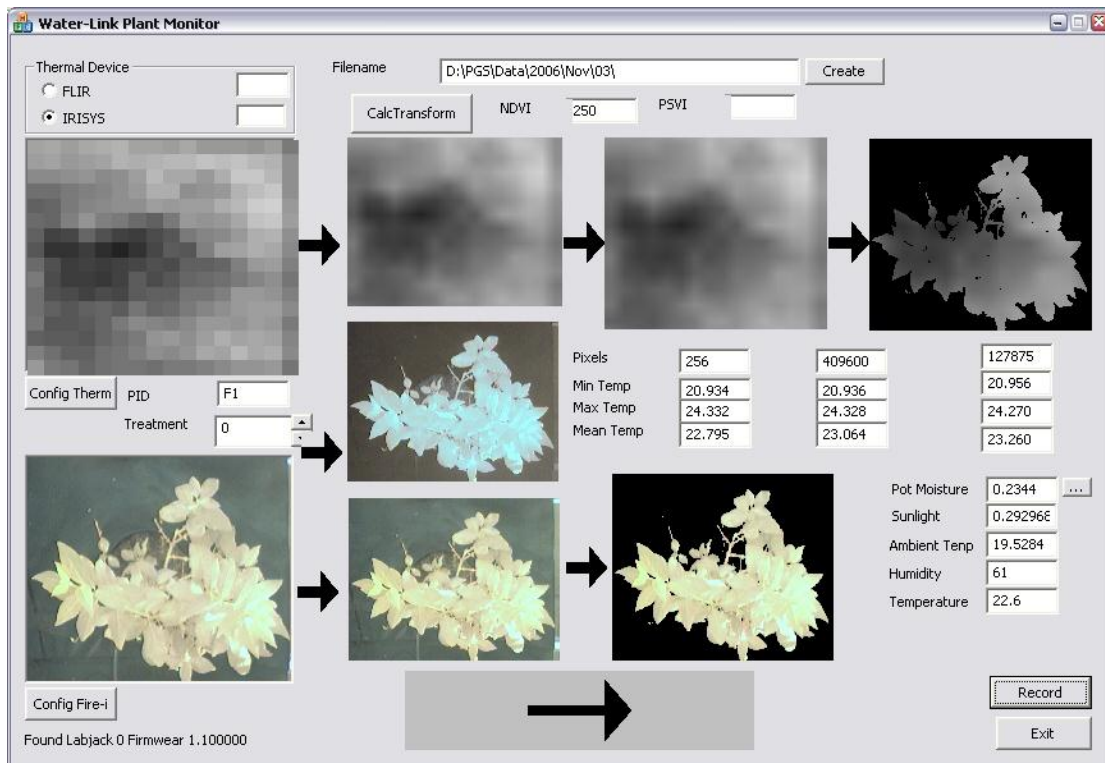 Water-Link Plant Monitor
Thermal Device
FLIR
IRISYS
Filename D:\PGS\Data\2006\Nov\03\ Create
CalcTransform NDVI 250 PSVI
Config Therm PID F1
Treatment 0
Pixels 256 409600 127875
Min Temp 20.934 20.936 20.956
Max Temp 24.332 24.328 24.270
Mean Temp 22.795 23.064 23.260
Pot Moisture 0.2344 ...
Sunlight 0.292968
Ambient Tenp 19.5284
Humidity 61
Temperature 22.6
Config Fire-i
Record
Found Labjack 0 Firmwear 1.100000
Exit